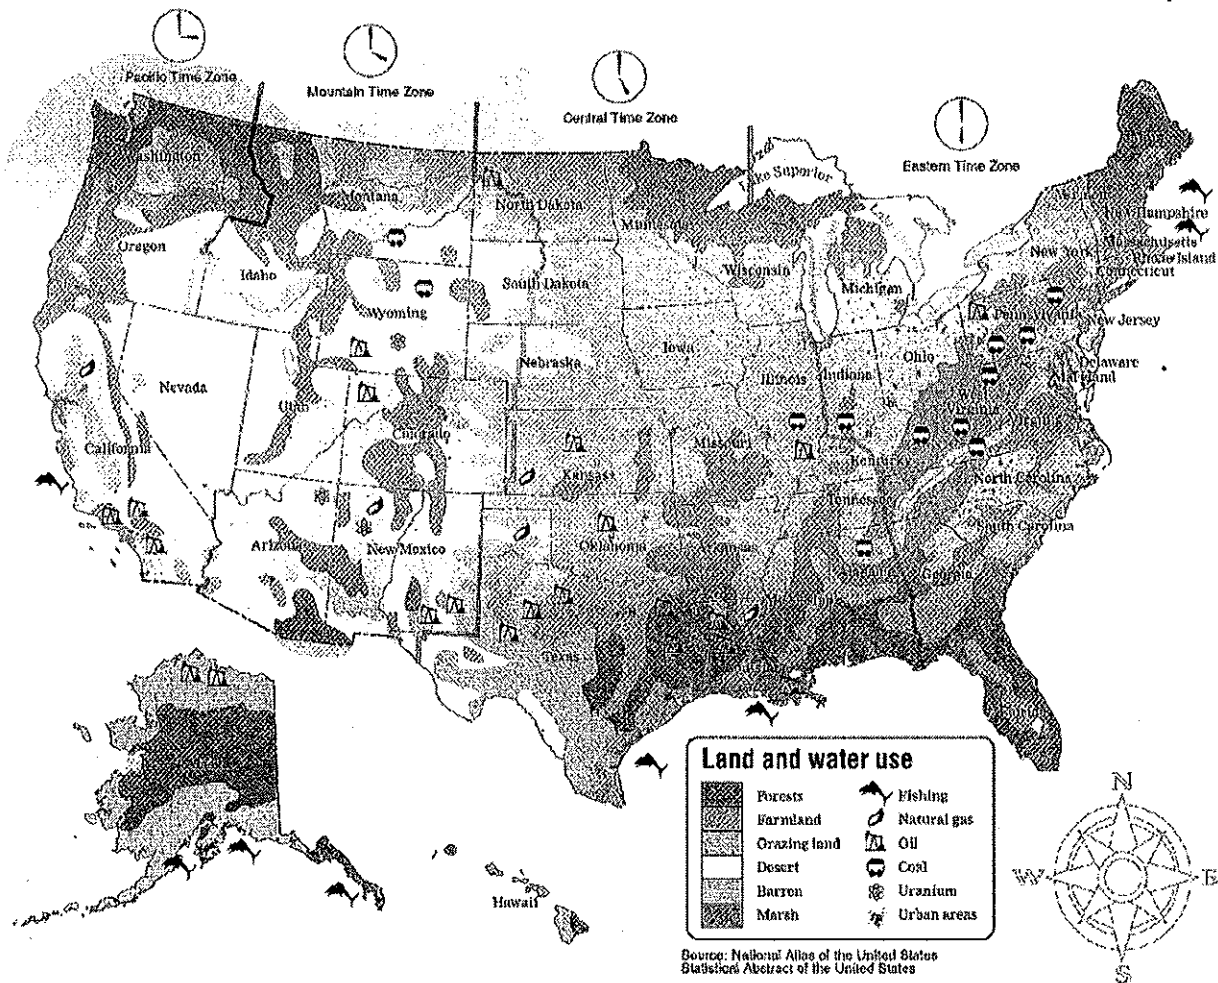 Pacific Time Zone
Mountain Time Zone
Central Time Zone
Eastern Time Zone
Washington
Montana
North Dakota
Minnesota
Lake Superior
New Hampshire
Massachusetts
Rhode Island
Connecticut
New York
Oregon
Idaho
Wyoming
South Dakota
Wisconsin
Michigan
Pennsylvania
New Jersey
Nevada
Utah
Nebraska
Iowa
Illinois
Indiana
Ohio
Delaware
Maryland
West
Virginia
Virginia
California
Colorado
Kansas
Missouri
Kentucky
North Carolina
Tennessee
South Carolina
Arizona
New Mexico
Oklahoma
Arkansas
Georgia
Texas
Hawaii
Land and water use
Forests
Farmland
Grazing land
Desert
Barren
Marsh
Fishing
Natural gas
Oil
Coal
Uranium
Urban areas
Source: National Atlas of the United States
Statistical Abstract of the United States
N
W
E
S